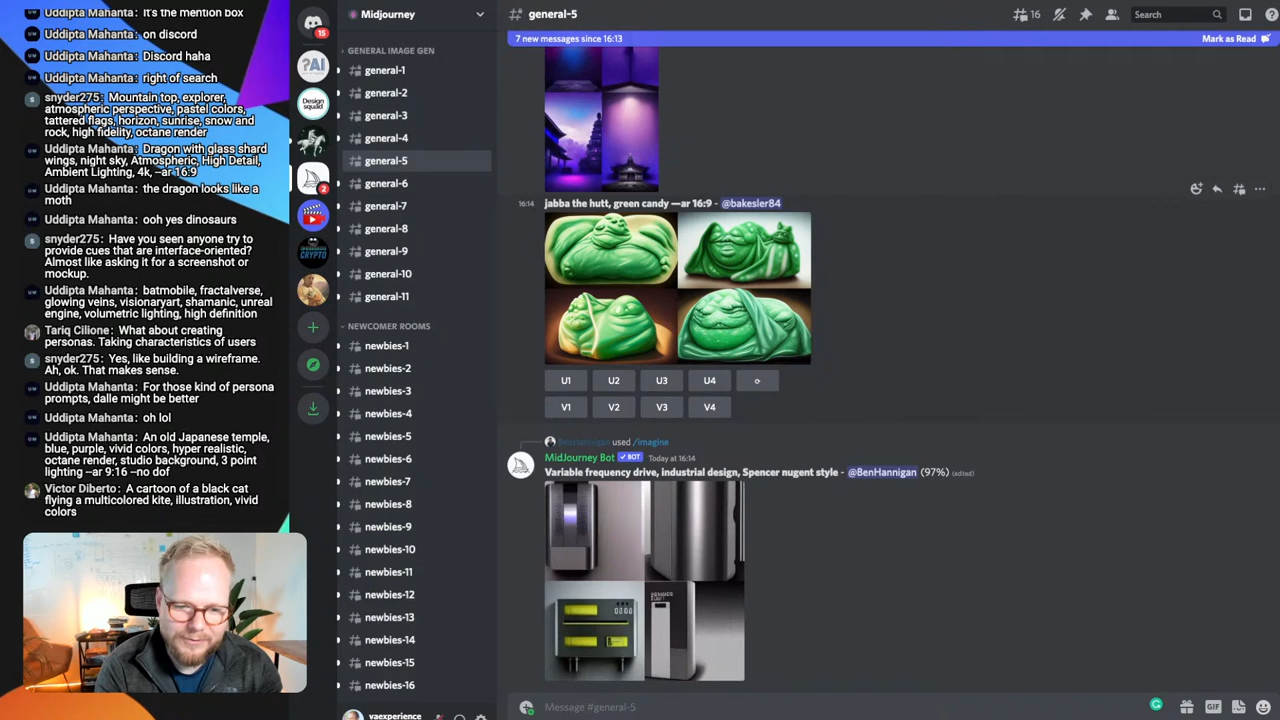 Uddipta Mahanta: It's the mention box
Uddipta Mahanta: on discord
Uddipta Mahanta: Discord haha
Uddipta Mahanta: right of search
snyder275: Mountain top, explorer,
atmospheric perspective, pastel colors,
tattered flags, horizon, sunrise, snow and
rock, high fidelity, octane render
Uddipta Mahanta: Dragon with glass shard
wings, night sky, Atmospheric, High Detail,
Ambient Lighting, 4k, –ar 16:9
Uddipta Mahanta: the dragon looks like a
moth
Uddipta Mahanta: ooh yes dinosaurs
snyder275: Have you seen anyone try to
provide cues that are interface-oriented?
Almost like asking it for a screenshot or
mockup.
Uddipta Mahanta: batmobile, fractalverse,
glowing veins, visionaryart, shamanic, unreal
engine, volumetric lighting, high definition
Tariq Cilione: What about creating
personas. Taking characteristics of users
snyder275: Yes, like building a wireframe.
Ah, ok. That makes sense.
Uddipta Mahanta: For those kind of persona
prompts, dalle might be better
Uddipta Mahanta: oh lol
Uddipta Mahanta: An old Japanese temple,
blue, purple, vivid colors, hyper realistic,
octane render, studio background, 3 point
lighting –ar 9:16 –no dof
Victor Diberto: A cartoon of a black cat
flying a multicolored kite, illustration, vivid
colors
15
?AI
Design
squad
2
CRYPTO
Midjourney
GENERAL IMAGE GEN
general-1
general-2
general-3
general-4
general-5
general-6
general-7
general-8
general-9
general-10
general-11
NEWCOMER ROOMS
newbies-1
newbies-2
newbies-3
newbies-4
newbies-5
newbies-6
newbies-7
newbies-8
newbies-9
newbies-10
newbies-11
newbies-12
newbies-13
newbies-14
newbies-15
newbies-16
vaexperience
general-5
16
Search
7 new messages since 16:13
Mark as Read
16:14
jabba the hutt, green candy —ar 16:9 - @bakesler84
U1 U2 U3 U4
V1 V2 V3 V4
BenHannigan used /imagine
MidJourney Bot ✓ BOT Today at 16:14
Variable frequency drive, industrial design, Spencer nugent style - @BenHannigan (97%) (edited)
Message #general-5
GIF